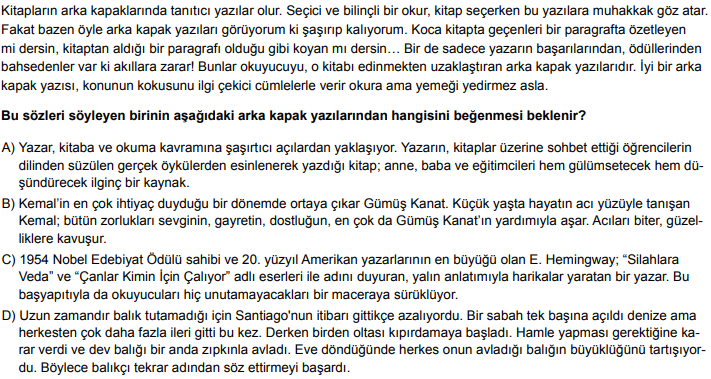 Kitapların arka kapaklarında tanıtıcı yazılar olur. Seçici ve bilinçli bir okur, kitap seçerken bu yazılara muhakkak göz atar.
Fakat bazen öyle arka kapak yazıları görüyorum ki şaşırıp kalıyorum. Koca kitapta geçenleri bir paragrafta özetleyen
mi dersin, kitaptan aldığı bir paragrafı olduğu gibi koyan mı dersin… Bir de sadece yazarın başarılarından, ödüllerinden
bahsedenler var ki akıllara zarar! Bunlar okuyucuyu, o kitabı edinmekten uzaklaştıran arka kapak yazılarıdır. İyi bir arka
kapak yazısı, konunun kokusunu ilgi çekici cümlelerle verir okura ama yemeği yedirmez asla.
Bu sözleri söyleyen birinin aşağıdaki arka kapak yazılarından hangisini beğenmesi beklenir?
A) Yazar, kitaba ve okuma kavramına şaşırtıcı açılardan yaklaşıyor. Yazarın, kitaplar üzerine sohbet ettiği öğrencilerin
dilinden süzülen gerçek öykülerden esinlenerek yazdığı kitap; anne, baba ve eğitimcileri hem gülümsetecek hem dü-
şündürecek ilginç bir kaynak.
B) Kemal’in en çok ihtiyaç duyduğu bir dönemde ortaya çıkar Gümüş Kanat. Küçük yaşta hayatın acı yüzüyle tanışan
Kemal; bütün zorlukları sevginin, gayretin, dostluğun, en çok da Gümüş Kanat’ın yardımıyla aşar. Acıları biter, güzel-
liklere kavuşur.
C) 1954 Nobel Edebiyat Ödülü sahibi ve 20. yüzyıl Amerikan yazarlarının en büyüğü olan E. Hemingway; “Silahlara
Veda” ve “Çanlar Kimin İçin Çalıyor” adlı eserleri ile adını duyuran, yalın anlatımıyla harikalar yaratan bir yazar. Bu
başyapıtıyla da okuyucuları hiç unutamayacakları bir maceraya sürüklüyor.
D) Uzun zamandır balık tutamadığı için Santiago'nun itibarı gittikçe azalıyordu. Bir sabah tek başına açıldı denize ama
herkesten çok daha fazla ileri gitti bu kez. Derken birden oltası kıpırdamaya başladı. Hamle yapması gerektiğine ka-
rar verdi ve dev balığı bir anda zıpkınla avladı. Eve döndüğünde herkes onun avladığı balığın büyüklüğünü tartışıyor-
du. Böylece balıkçı tekrar adından söz ettirmeyi başardı.